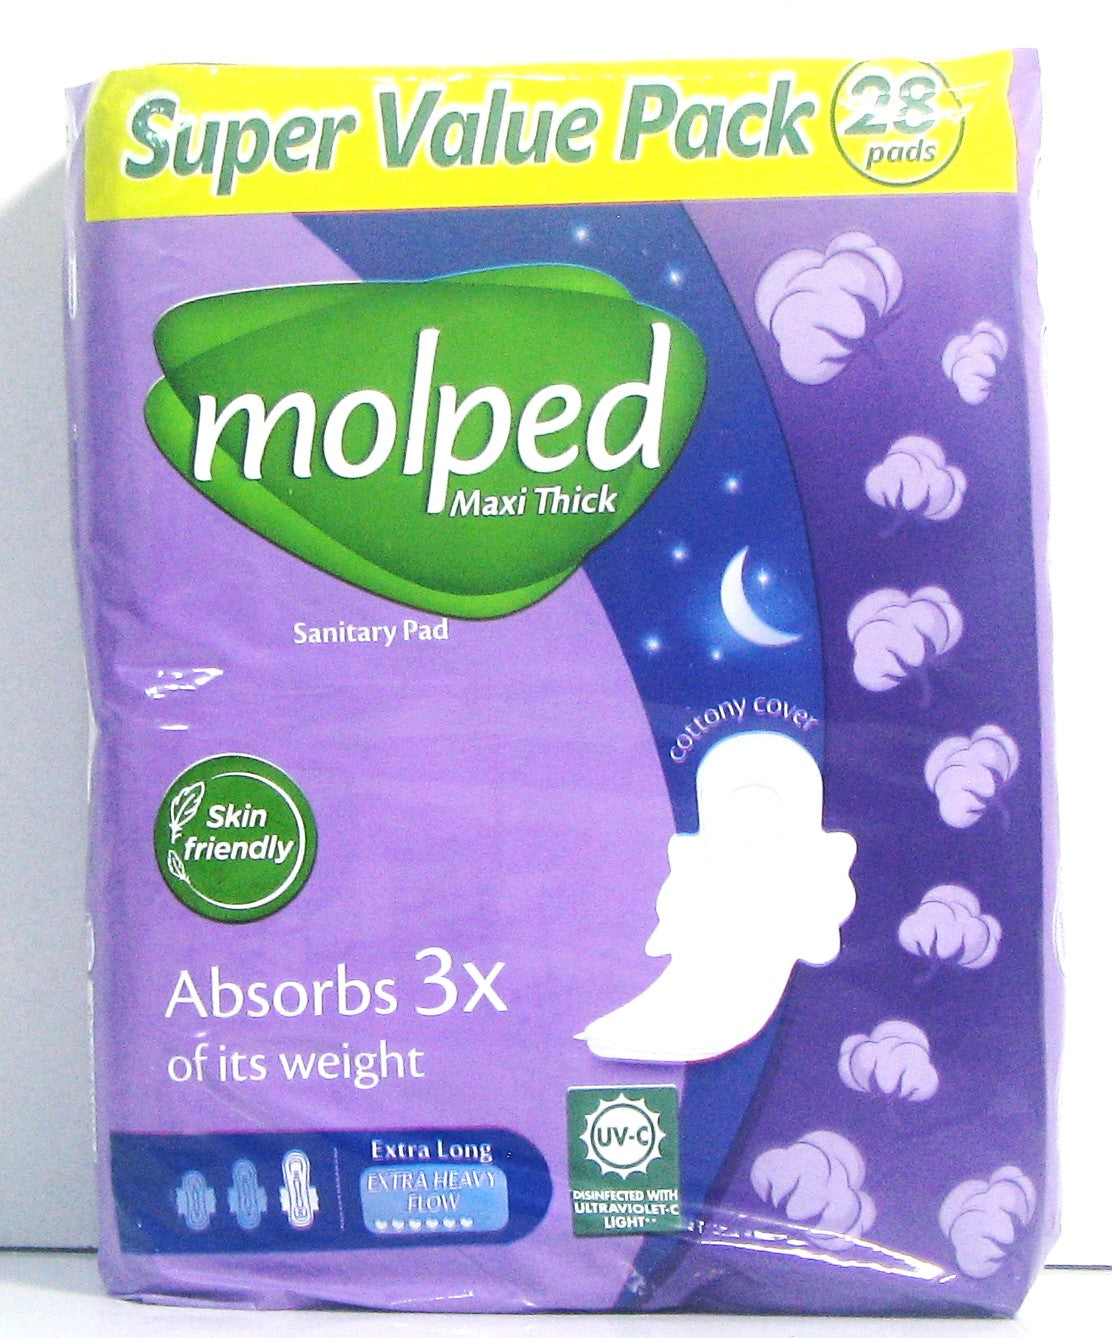 Super Value Pack
28
pads
molped
Maxi Thick
Sanitary Pad
cottony cover
Skin
friendly
Absorbs 3x
of its weight
Extra Long
EXTRA HEAVY
FLOW
UV-C
DISINFECTED WITH
ULTRAVIOLET-C
LIGHT**